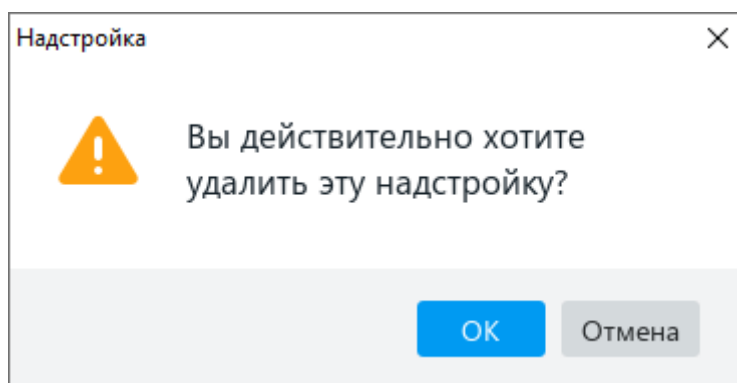 Надстройка
Вы действительно хотите
удалить эту надстройку?
ОК
Отмена